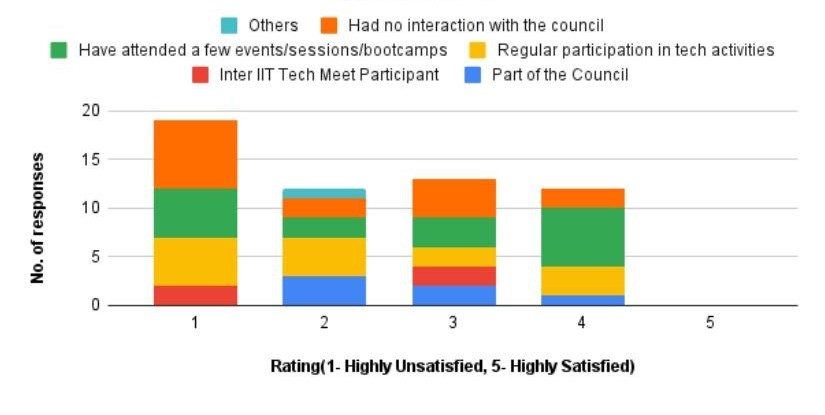 Others Had no interaction with the council
Have attended a few events/sessions/bootcamps Regular participation in tech activities
Inter IIT Tech Meet Participant Part of the Council
20
15
10
5
0
No. of responses
1 2 3 4 5
Rating(1- Highly Unsatisfied, 5- Highly Satisfied)